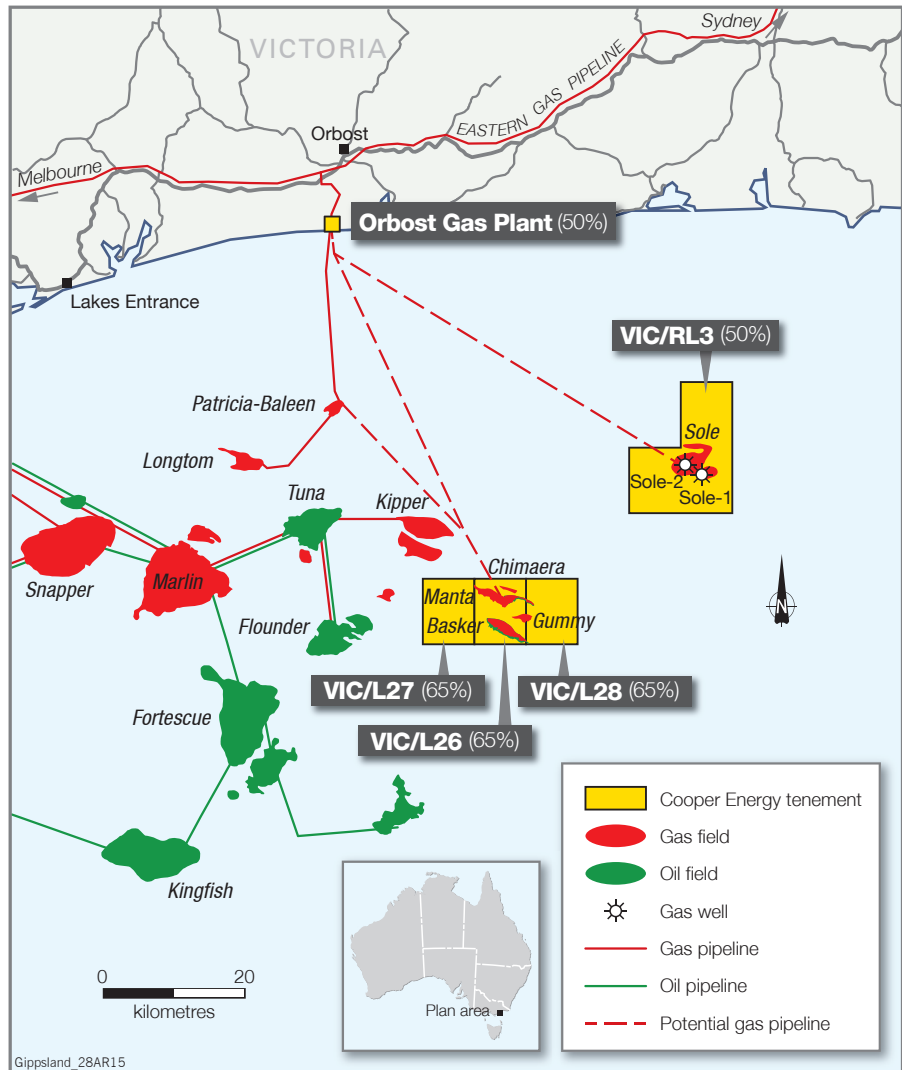 Sydney
VICTORIA
EASTERN GAS PIPELINE
Orbost
Melbourne
Orbost Gas Plant (50%)
Lakes Entrance
VIC/RL3 (50%)
Patricia-Baleen
Sole
Longtom
Sole-2
Sole-1
Tuna
Kipper
Chimaera
Snapper
Marlin
Manta
Gummy
Basker
Flounder
N
VIC/L27 (65%)
VIC/L28 (65%)
Fortescue
VIC/L26 (65%)
Kingfish
Cooper Energy tenement
Gas field
Oil field
Gas well
Gas pipeline
Oil pipeline
Potential gas pipeline
0 20
kilometres
Plan area
Gippsland_28AR15